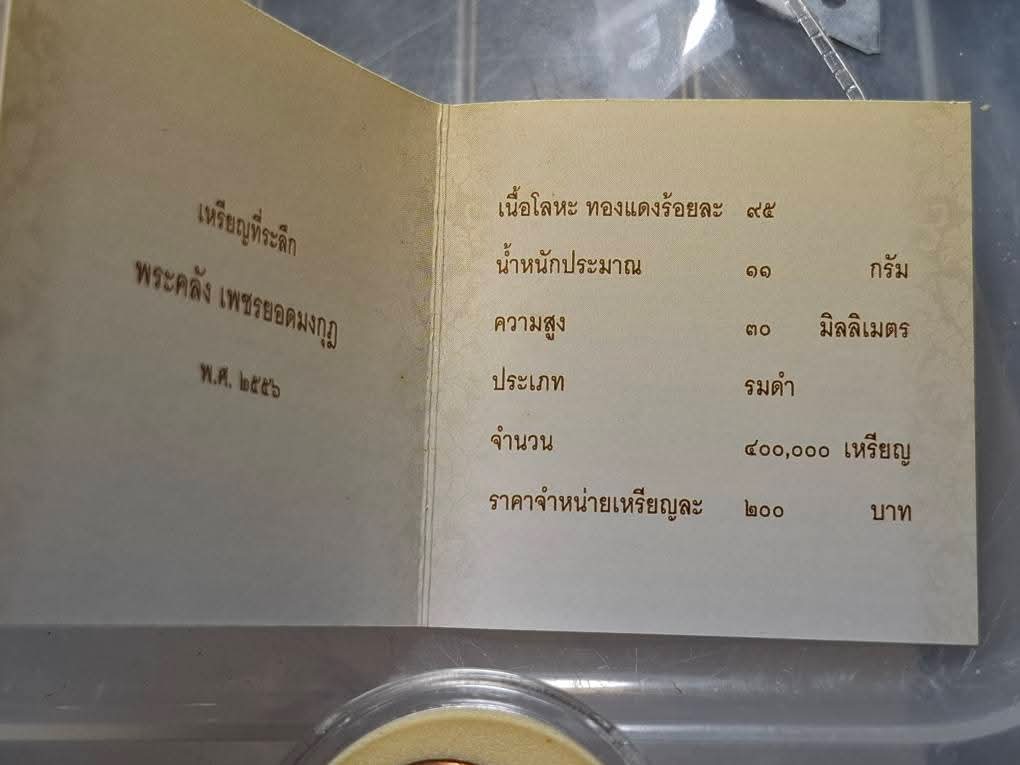 เหรียญที่ระลึก
พระคลัง เพชรยอดมงกุฎ
พ.ศ. ๒๕๕๖
เนื้อโลหะ ทองแดงร้อยละ ๙๕
น้ำหนักประมาณ ๑๑ กรัม
ความสูง ๓๐ มิลลิเมตร
ประเภท รมดำ
จำนวน ๔๐๐,๐๐๐ เหรียญ
ราคาจำหน่ายเหรียญละ ๒๐๐ บาท